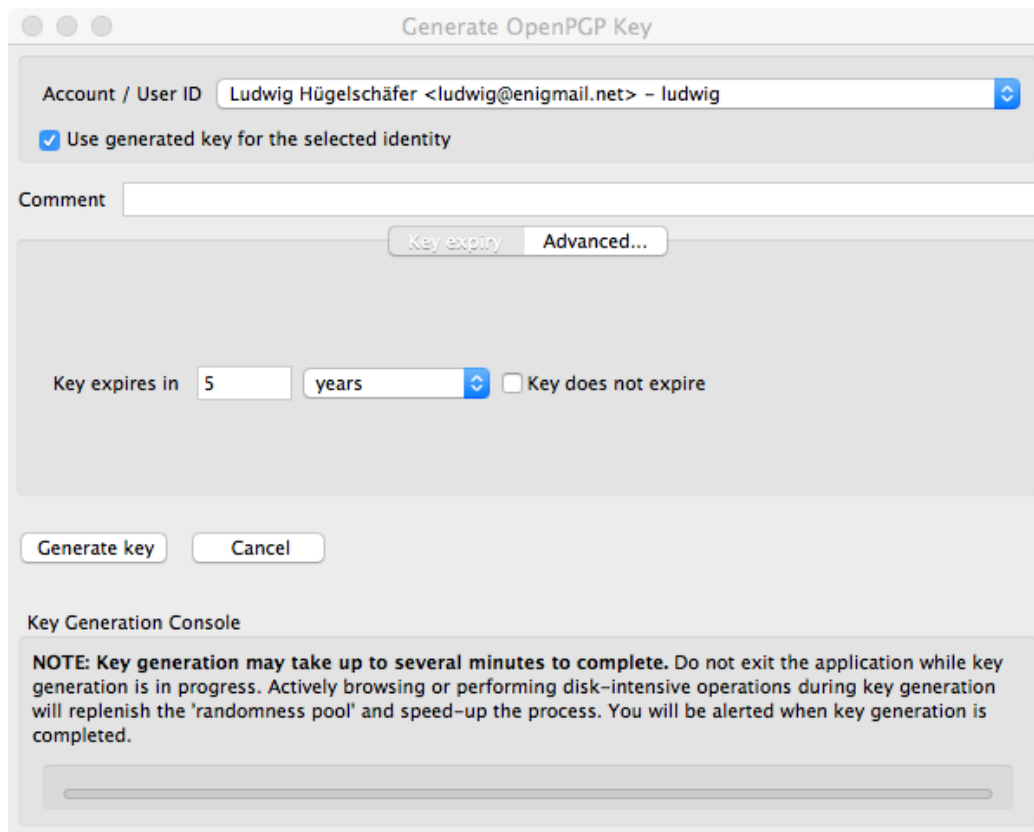 Generate OpenPGP Key
Account / User ID Ludwig Hügelschäfer <ludwig@enigmail.net> – ludwig
Use generated key for the selected identity
Comment
Key expiry Advanced...
Key expires in 5 years Key does not expire
Generate key Cancel
Key Generation Console
NOTE: Key generation may take up to several minutes to complete. Do not exit the application while key
generation is in progress. Actively browsing or performing disk-intensive operations during key generation
will replenish the 'randomness pool' and speed-up the process. You will be alerted when key generation is
completed.